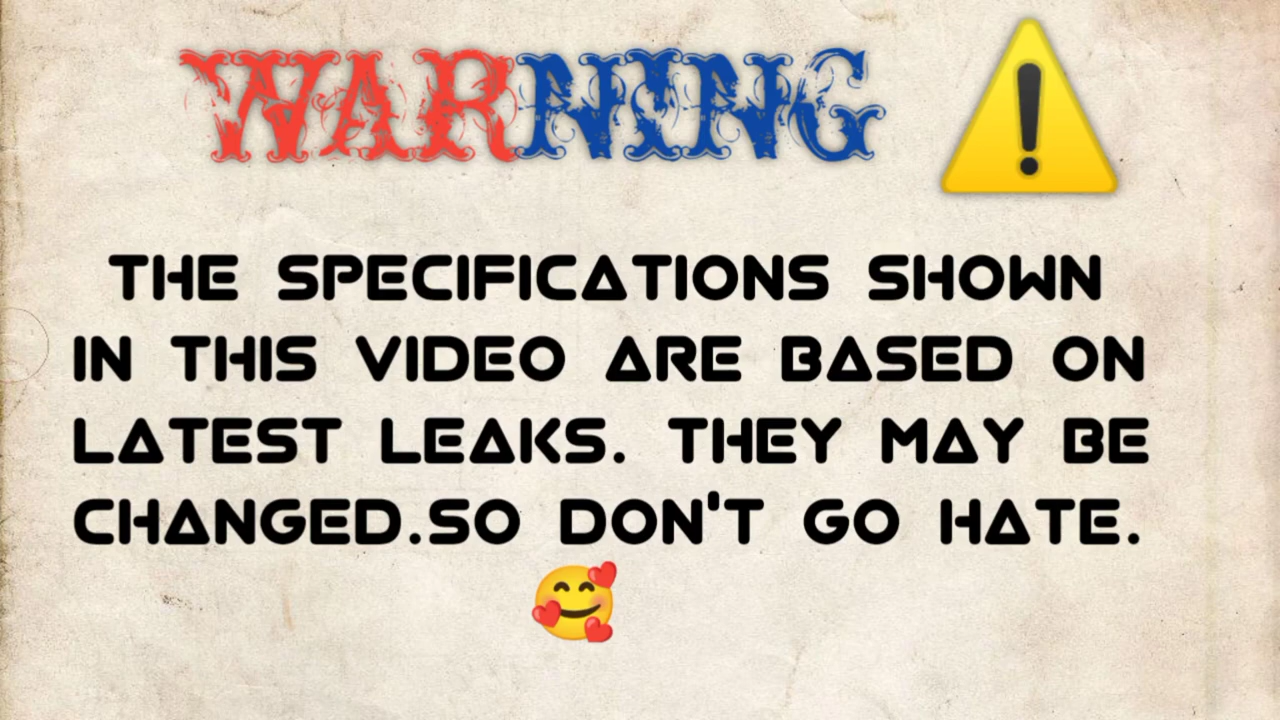 WARNING
THE SPECIFICATIONS SHOWN
IN THIS VIDEO ARE BASED ON
LATEST LEAKS. THEY MAY BE
CHANGED.SO DON'T GO HATE.